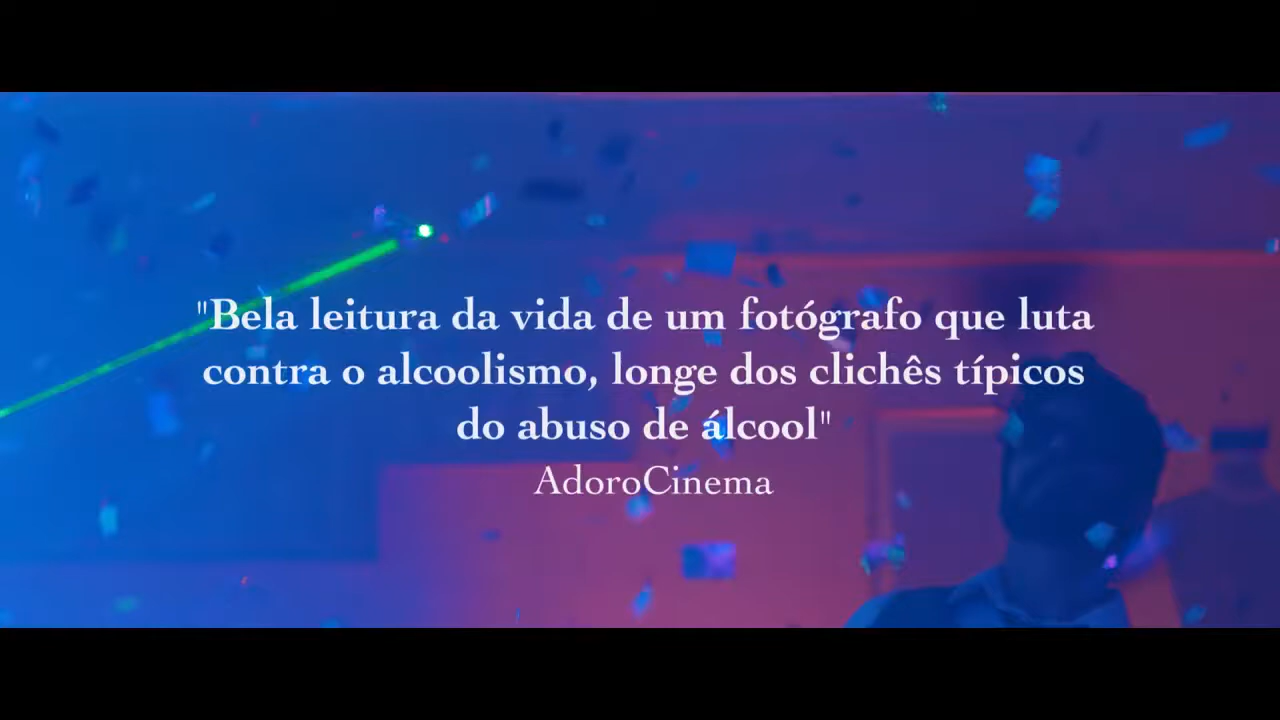 "Bela leitura da vida de um fotógrafo que luta
contra o alcoolismo, longe dos clichês típicos
do abuso de álcool"
AdoroCinema